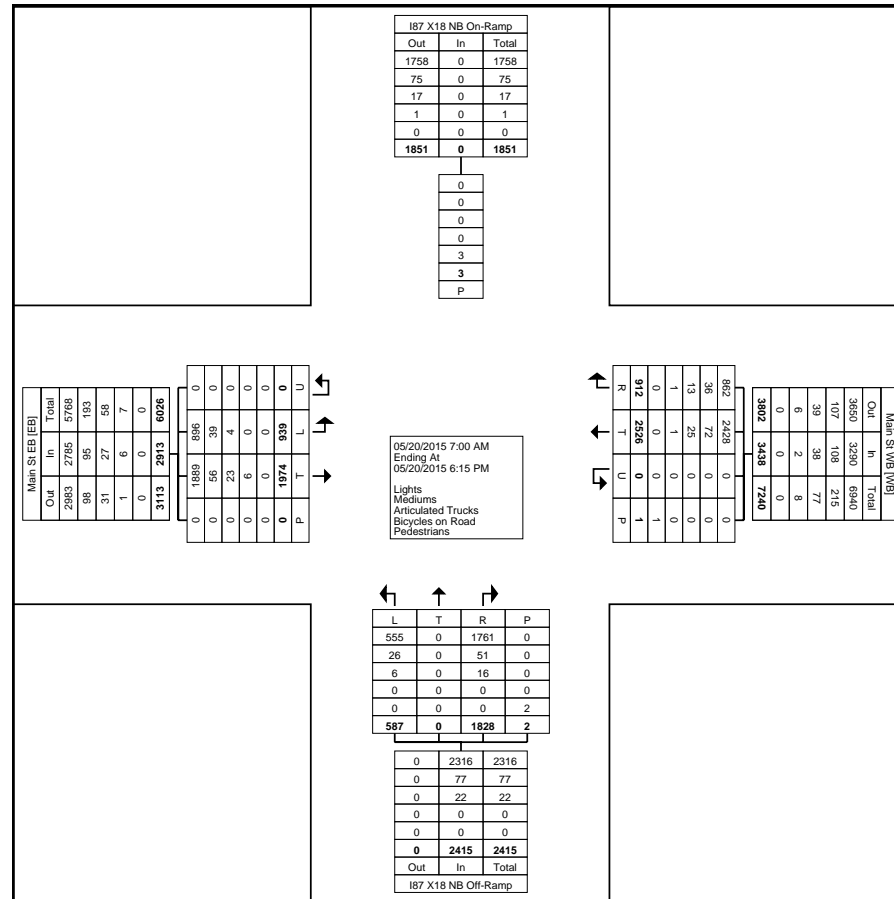 I87 X18 NB On-Ramp
Out In Total
1758 0 1758
75 0 75
17 0 17
1 0 1
0 0 0
1851 0 1851
0
0
0
0
3
3
P
Main St EB [EB]
Total In Out
5768 2785 2983
193 95 98
58 27 31
7 6 1
0 0 0
6026 2913 3113
0 896 1889 0
0 39 56 0
0 4 23 0
0 0 6 0
0 0 0 0
0 939 1974 0
U L T P
05/20/2015 7:00 AM
Ending At
05/20/2015 6:15 PM
Lights
Mediums
Articulated Trucks
Bicycles on Road
Pedestrians
R T U P
912 2526 0 1
0 0 0 1
1 1 0 0
13 25 0 0
36 72 0 0
862 2428 0 0
Main St WB [WB]
Out In Total
3650 3290 6940
107 108 215
39 38 77
6 2 8
0 0 0
3802 3438 7240
L T R P
555 0 1761 0
26 0 51 0
6 0 16 0
0 0 0 0
0 0 0 2
587 0 1828 2
0 2316 2316
0 77 77
0 22 22
0 0 0
0 0 0
0 2415 2415
Out In Total
I87 X18 NB Off-Ramp